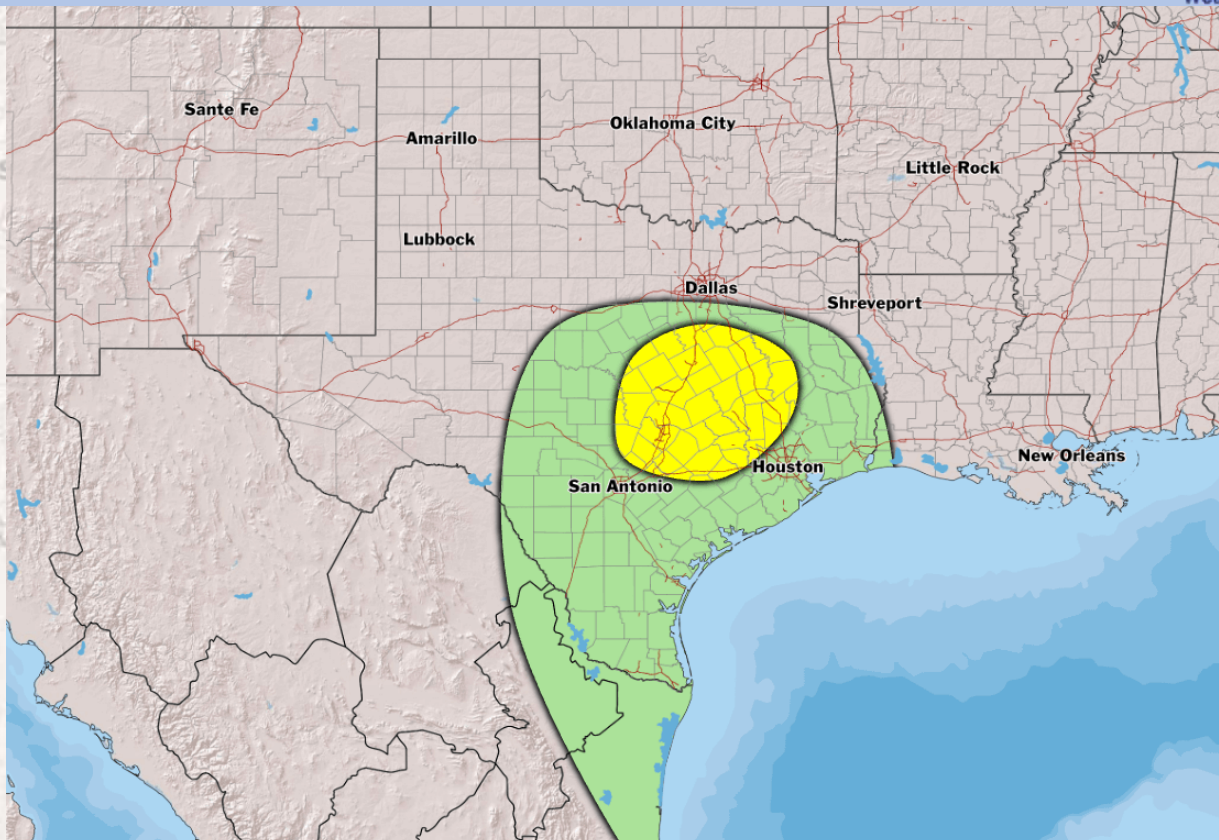 Sante Fe
Amarillo
Oklahoma City
Little Rock
Lubbock
Dallas
Shreveport
New Orleans
Houston
San Antonio